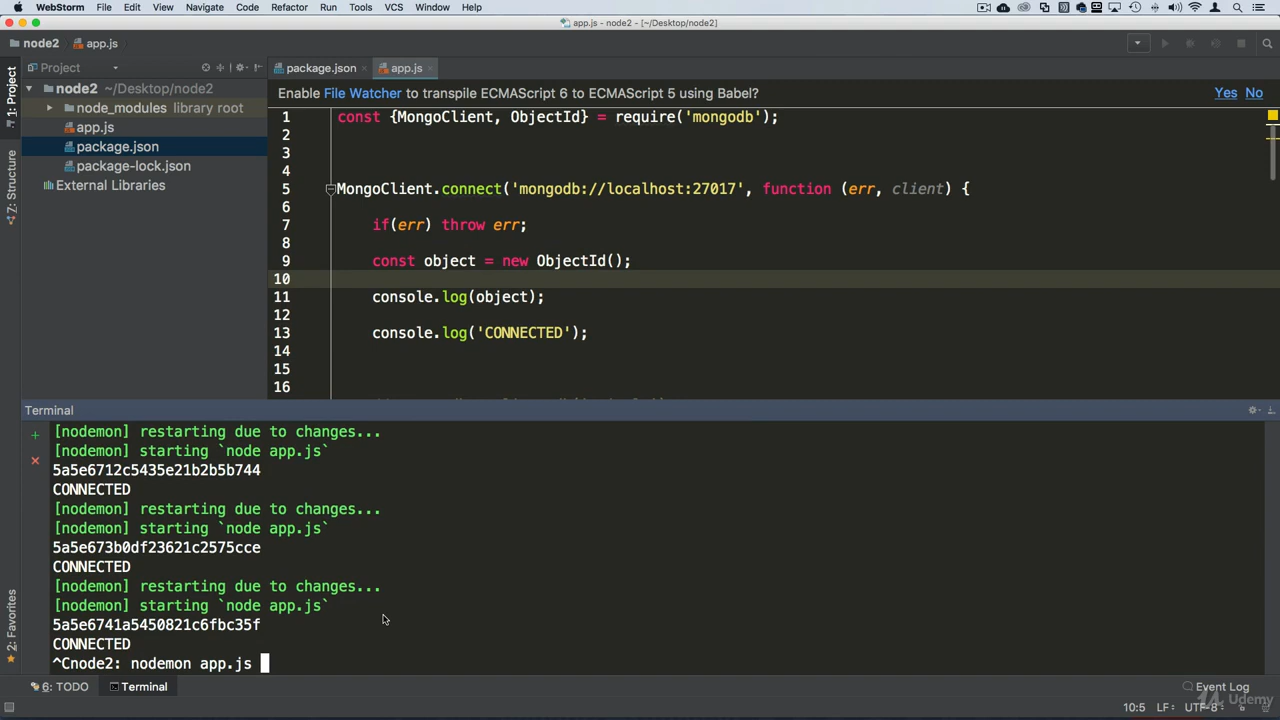 WebStorm File Edit View Navigate Code Refactor Run Tools VCS Window Help
app.js - node2 - [~/Desktop/node2]
node2 app.js
Project
package.json app.js
node2 ~/Desktop/node2
node_modules library root
app.js
package.json
package-lock.json
External Libraries
1: Project
7: Structure
2: Favorites
Enable File Watcher to transpile ECMAScript 6 to ECMAScript 5 using Babel? Yes No
1 const {MongoClient, ObjectId} = require('mongodb');
2
3
4
5 MongoClient.connect('mongodb://localhost:27017', function (err, client) {
6
7 if(err) throw err;
8
9 const object = new ObjectId();
10
11 console.log(object);
12
13 console.log('CONNECTED');
14
15
16
Terminal
[nodemon] restarting due to changes...
[nodemon] starting `node app.js`
5a5e6712c5435e21b2b5b744
CONNECTED
[nodemon] restarting due to changes...
[nodemon] starting `node app.js`
5a5e673b0df23621c2575cce
CONNECTED
[nodemon] restarting due to changes...
[nodemon] starting `node app.js`
5a5e6741a5450821c6fbc35f
CONNECTED
^Cnode2: nodemon app.js
6: TODO Terminal Event Log
10:5 LF: UTF-8
Udemy